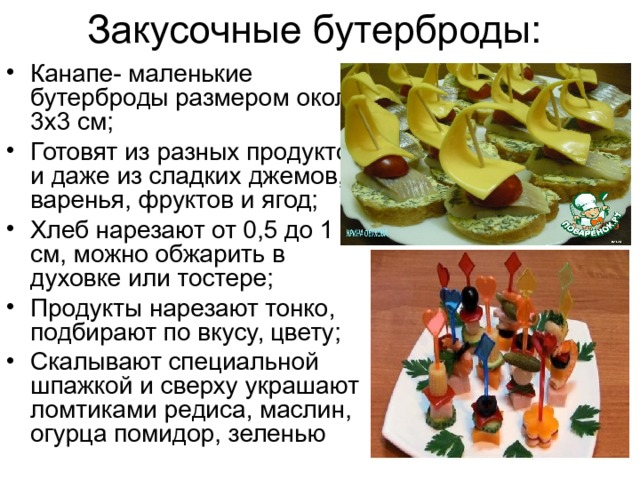 Закусочные бутерброды:
• Канапе- маленькие
бутерброды размером окол
3х3 см;
• Готовят из разных продукто
и даже из сладких джемов,
варенья, фруктов и ягод;
• Хлеб нарезают от 0,5 до 1
см, можно обжарить в
духовке или тостере;
• Продукты нарезают тонко,
подбирают по вкусу, цвету;
• Скалывают специальной
шпажкой и сверху украшают
ломтиками редиса, маслин,
огурца помидор, зеленью
ПОВАРЕНОК.РУ